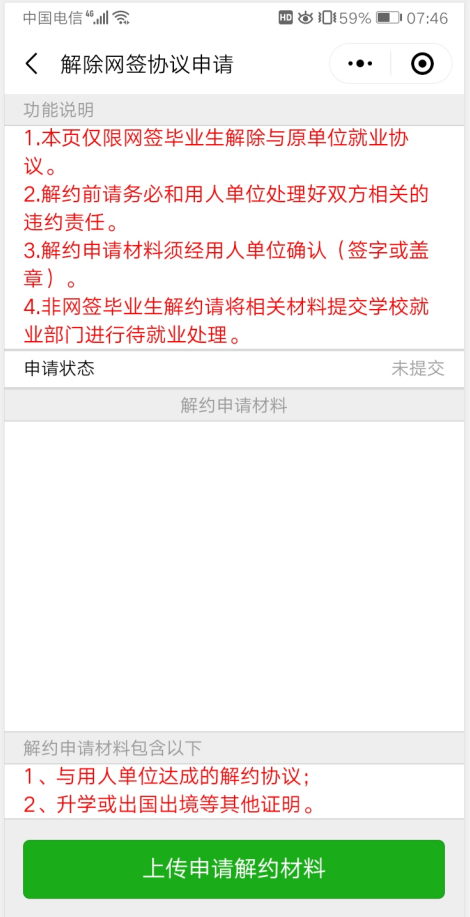 中国电信 4G HD 59% 07:46
解除网签协议申请
功能说明
1.本页仅限网签毕业生解除与原单位就业协
议。
2.解约前请务必和用人单位处理好双方相关的
违约责任。
3.解约申请材料须经用人单位确认（签字或盖
章）。
4.非网签毕业生解约请将相关材料提交学校就
业部门进行待就业处理。
申请状态 未提交
解约申请材料
解约申请材料包含以下
1、与用人单位达成的解约协议；
2、升学或出国出境等其他证明。
上传申请解约材料